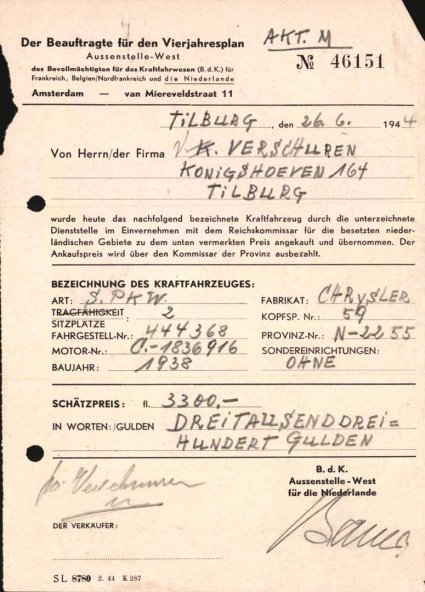 AKT. M
Der Beauftragte für den Vierjahresplan
Aussenstelle-West
des Bevollmächtigten für das Kraftfahrwesen (B.d.K.) für
Frankreich, Belgien/Nordfrankreich und die Niederlande
№ 46151
Amsterdam — van Miereveldstraat 11
TILBURG, den 26.6. 1944
Von Herrn/der Firma V.K. VERSCHUREN
KONIGSHOEVEN 164
TILBURG
wurde heute das nachfolgend bezeichnete Kraftfahrzeug durch die unterzeichnete
Dienststelle im Einvernehmen mit dem Reichskommissar für die besetzten nieder-
ländischen Gebiete zu dem unten vermerkten Preis angekauft und übernommen. Der
Ankaufspreis wird über den Kommissar der Provinz ausbezahlt.
BEZEICHNUNG DES KRAFTFAHRZEUGES:
ART: S. PKW. FABRIKAT: CHRYSLER
TRAGFÄHIGKEIT: 2 KOPFSP. Nr.: 59
SITZPLÄTZE
FAHRGESTELL-Nr.: 444368 PROVINZ-Nr.: N-2255
MOTOR-Nr.: C.-1836916 SONDEREINRICHTUNGEN:
BAUJAHR: 1938 OHNE
SCHÄTZPREIS: fl. 3300,-
IN WORTEN:/GULDEN DREITAUSENDDREI=
HUNDERT GULDEN
B.d.K.
Aussenstelle-West
für die Niederlande
DER VERKÄUFER:
SL 8780 2.44 K 287